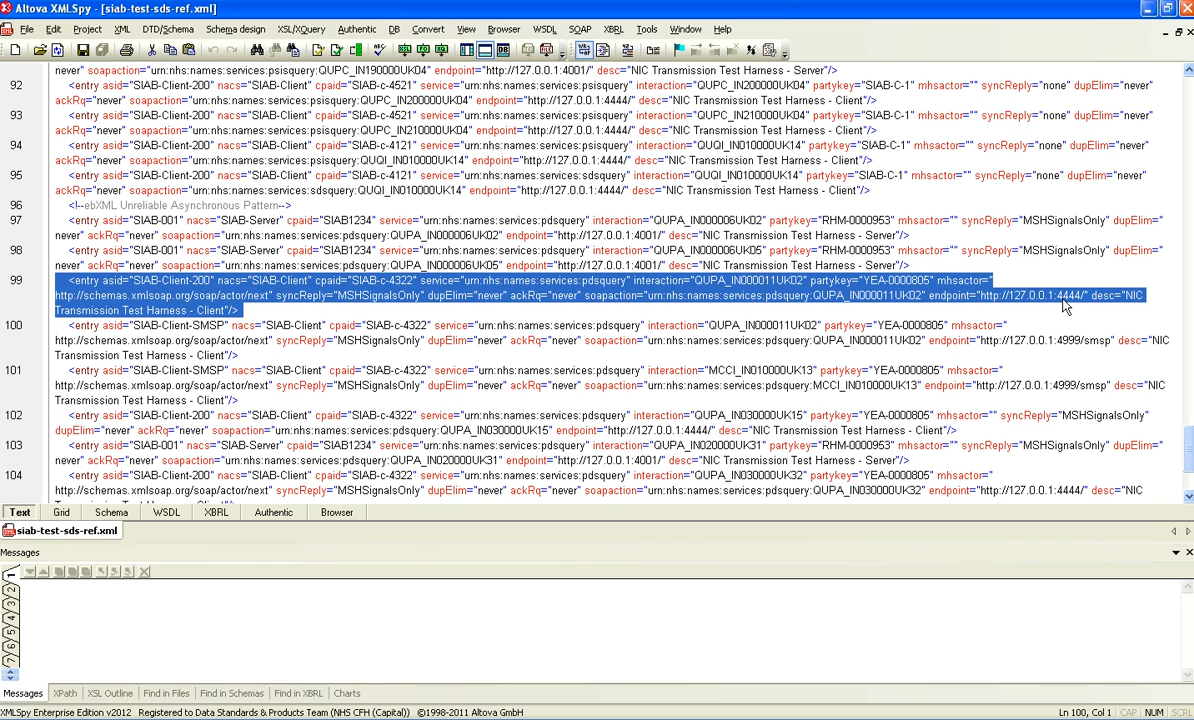 Altova XMLSpy - [siab-test-sds-ref.xml]
File Edit Project XML DTD/Schema Schema design XSL/XQuery Authentic DB Convert View Browser WSDL SOAP XBRL Tools Window Help
never" soapaction="urn:nhs:names:services:psisquery:QUPC_IN190000UK04" endpoint="http://127.0.0.1:4001/" desc="NIC Transmission Test Harness - Server"/>
92 <entry asid="SIAB-Client-200" nacs="SIAB-Client" cpaid="SIAB-c-4521" service="urn:nhs:names:services:psisquery" interaction="QUPC_IN200000UK04" partykey="SIAB-C-1" mhsactor="" syncReply="none" dupElim="never"
ackRq="never" soapaction="urn:nhs:names:services:psisquery:QUPC_IN200000UK04" endpoint="http://127.0.0.1:4444/" desc="NIC Transmission Test Harness - Client"/>
93 <entry asid="SIAB-Client-200" nacs="SIAB-Client" cpaid="SIAB-c-4521" service="urn:nhs:names:services:psisquery" interaction="QUPC_IN210000UK04" partykey="SIAB-C-1" mhsactor="" syncReply="none" dupElim="never"
ackRq="never" soapaction="urn:nhs:names:services:psisquery:QUPC_IN210000UK04" endpoint="http://127.0.0.1:4444/" desc="NIC Transmission Test Harness - Client"/>
94 <entry asid="SIAB-Client-200" nacs="SIAB-Client" cpaid="SIAB-c-4121" service="urn:nhs:names:services:psisquery" interaction="QUQI_IN010000UK14" partykey="SIAB-C-1" mhsactor="" syncReply="none" dupElim="never"
ackRq="never" soapaction="urn:nhs:names:services:psisquery:QUQI_IN010000UK14" endpoint="http://127.0.0.1:4444/" desc="NIC Transmission Test Harness - Client"/>
95 <entry asid="SIAB-Client-200" nacs="SIAB-Client" cpaid="SIAB-c-4121" service="urn:nhs:names:services:sdsquery" interaction="QUQI_IN010000UK14" partykey="SIAB-C-1" mhsactor="" syncReply="none" dupElim="never"
ackRq="never" soapaction="urn:nhs:names:services:sdsquery:QUQI_IN010000UK14" endpoint="http://127.0.0.1:4444/" desc="NIC Transmission Test Harness - Client"/>
96 <!--ebXML Unreliable Asynchronous Pattern-->
97 <entry asid="SIAB-001" nacs="SIAB-Server" cpaid="SIAB1234" service="urn:nhs:names:services:pdsquery" interaction="QUPA_IN000006UK02" partykey="RHM-0000953" mhsactor="" syncReply="MSHSignalsOnly" dupElim="
never" ackRq="never" soapaction="urn:nhs:names:services:pdsquery:QUPA_IN000006UK02" endpoint="http://127.0.0.1:4001/" desc="NIC Transmission Test Harness - Server"/>
98 <entry asid="SIAB-001" nacs="SIAB-Server" cpaid="SIAB1234" service="urn:nhs:names:services:pdsquery" interaction="QUPA_IN000006UK05" partykey="RHM-0000953" mhsactor="" syncReply="MSHSignalsOnly" dupElim="
never" ackRq="never" soapaction="urn:nhs:names:services:pdsquery:QUPA_IN000006UK05" endpoint="http://127.0.0.1:4001/" desc="NIC Transmission Test Harness - Server"/>
99 <entry asid="SIAB-Client-200" nacs="SIAB-Client" cpaid="SIAB-c-4322" service="urn:nhs:names:services:pdsquery" interaction="QUPA_IN000011UK02" partykey="YEA-0000805" mhsactor="
http://schemas.xmlsoap.org/soap/actor/next" syncReply="MSHSignalsOnly" dupElim="never" ackRq="never" soapaction="urn:nhs:names:services:pdsquery:QUPA_IN000011UK02" endpoint="http://127.0.0.1:4444/" desc="NIC
Transmission Test Harness - Client"/>
100 <entry asid="SIAB-Client-SMSP" nacs="SIAB-Client" cpaid="SIAB-c-4322" service="urn:nhs:names:services:pdsquery" interaction="QUPA_IN000011UK02" partykey="YEA-0000805" mhsactor="
http://schemas.xmlsoap.org/soap/actor/next" syncReply="MSHSignalsOnly" dupElim="never" ackRq="never" soapaction="urn:nhs:names:services:pdsquery:QUPA_IN000011UK02" endpoint="http://127.0.0.1:4999/smsp" desc="NIC
Transmission Test Harness - Client"/>
101 <entry asid="SIAB-Client-SMSP" nacs="SIAB-Client" cpaid="SIAB-c-4322" service="urn:nhs:names:services:pdsquery" interaction="MCCI_IN010000UK13" partykey="YEA-0000805" mhsactor="
http://schemas.xmlsoap.org/soap/actor/next" syncReply="MSHSignalsOnly" dupElim="never" ackRq="never" soapaction="urn:nhs:names:services:pdsquery:MCCI_IN010000UK13" endpoint="http://127.0.0.1:4999/smsp" desc="NIC
Transmission Test Harness - Client"/>
102 <entry asid="SIAB-Client-200" nacs="SIAB-Client" cpaid="SIAB-c-4322" service="urn:nhs:names:services:pdsquery" interaction="QUPA_IN030000UK15" partykey="YEA-0000805" mhsactor="" syncReply="MSHSignalsOnly"
dupElim="never" ackRq="never" soapaction="urn:nhs:names:services:pdsquery:QUPA_IN030000UK15" endpoint="http://127.0.0.1:4444/" desc="NIC Transmission Test Harness - Client"/>
103 <entry asid="SIAB-001" nacs="SIAB-Server" cpaid="SIAB1234" service="urn:nhs:names:services:pdsquery" interaction="QUPA_IN020000UK31" partykey="RHM-0000953" mhsactor="" syncReply="MSHSignalsOnly" dupElim="
never" ackRq="never" soapaction="urn:nhs:names:services:pdsquery:QUPA_IN020000UK31" endpoint="http://127.0.0.1:4001/" desc="NIC Transmission Test Harness - Server"/>
104 <entry asid="SIAB-Client-200" nacs="SIAB-Client" cpaid="SIAB-c-4322" service="urn:nhs:names:services:pdsquery" interaction="QUPA_IN030000UK32" partykey="YEA-0000805" mhsactor="
http://schemas.xmlsoap.org/soap/actor/next" syncReply="MSHSignalsOnly" dupElim="never" ackRq="never" soapaction="urn:nhs:names:services:pdsquery:QUPA_IN030000UK32" endpoint="http://127.0.0.1:4444/" desc="NIC
Text Grid Schema WSDL XBRL Authentic Browser
siab-test-sds-ref.xml
Messages
1
2
3
4
5
6
7
Messages XPath XSL Outline Find in Files Find in Schemas Find in XBRL Charts
XMLSpy Enterprise Edition v2012 Registered to Data Standards & Products Team (NHS CFH (Capital)) ©1998-2011 Altova GmbH Ln 100, Col 1 CAP NUM SCRL